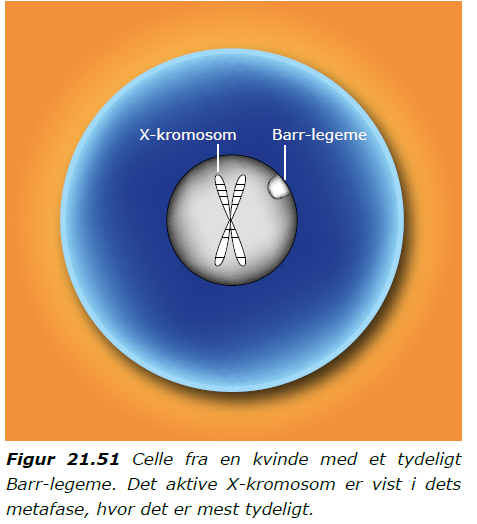 X-kromosom Barr-legeme
Figur 21.51 Celle fra en kvinde med et tydeligt
Barr-legeme. Det aktive X-kromosom er vist i dets
metafase, hvor det er mest tydeligt.